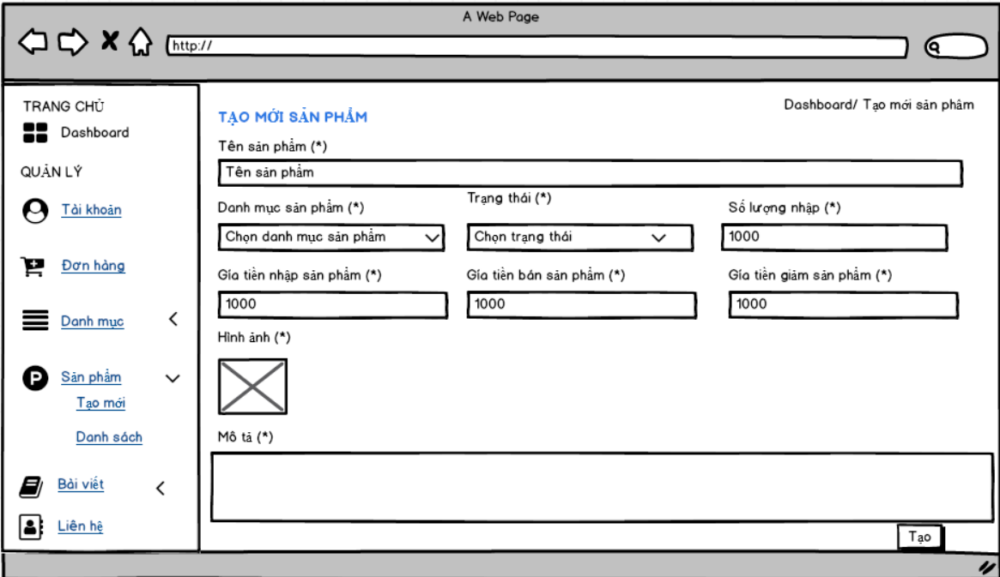 A Web Page
http://
TRANG CHỦ
Dashboard
QUẢN LÝ
Tài khoản
Đơn hàng
Danh mục
Sản phẩm
Tạo mới
Danh sách
Bài viết
Liên hệ
Dashboard/ Tạo mới sản phẩm
TẠO MỚI SẢN PHẨM
Tên sản phẩm (*)
Tên sản phẩm
Danh mục sản phẩm (*) Trạng thái (*) Số lượng nhập (*)
Chọn danh mục sản phẩm Chọn trạng thái 1000
Gía tiền nhập sản phẩm (*) Gía tiền bán sản phẩm (*) Gía tiền giảm sản phẩm (*)
1000 1000 1000
Hình ảnh (*)
Mô tả (*)
Tạo